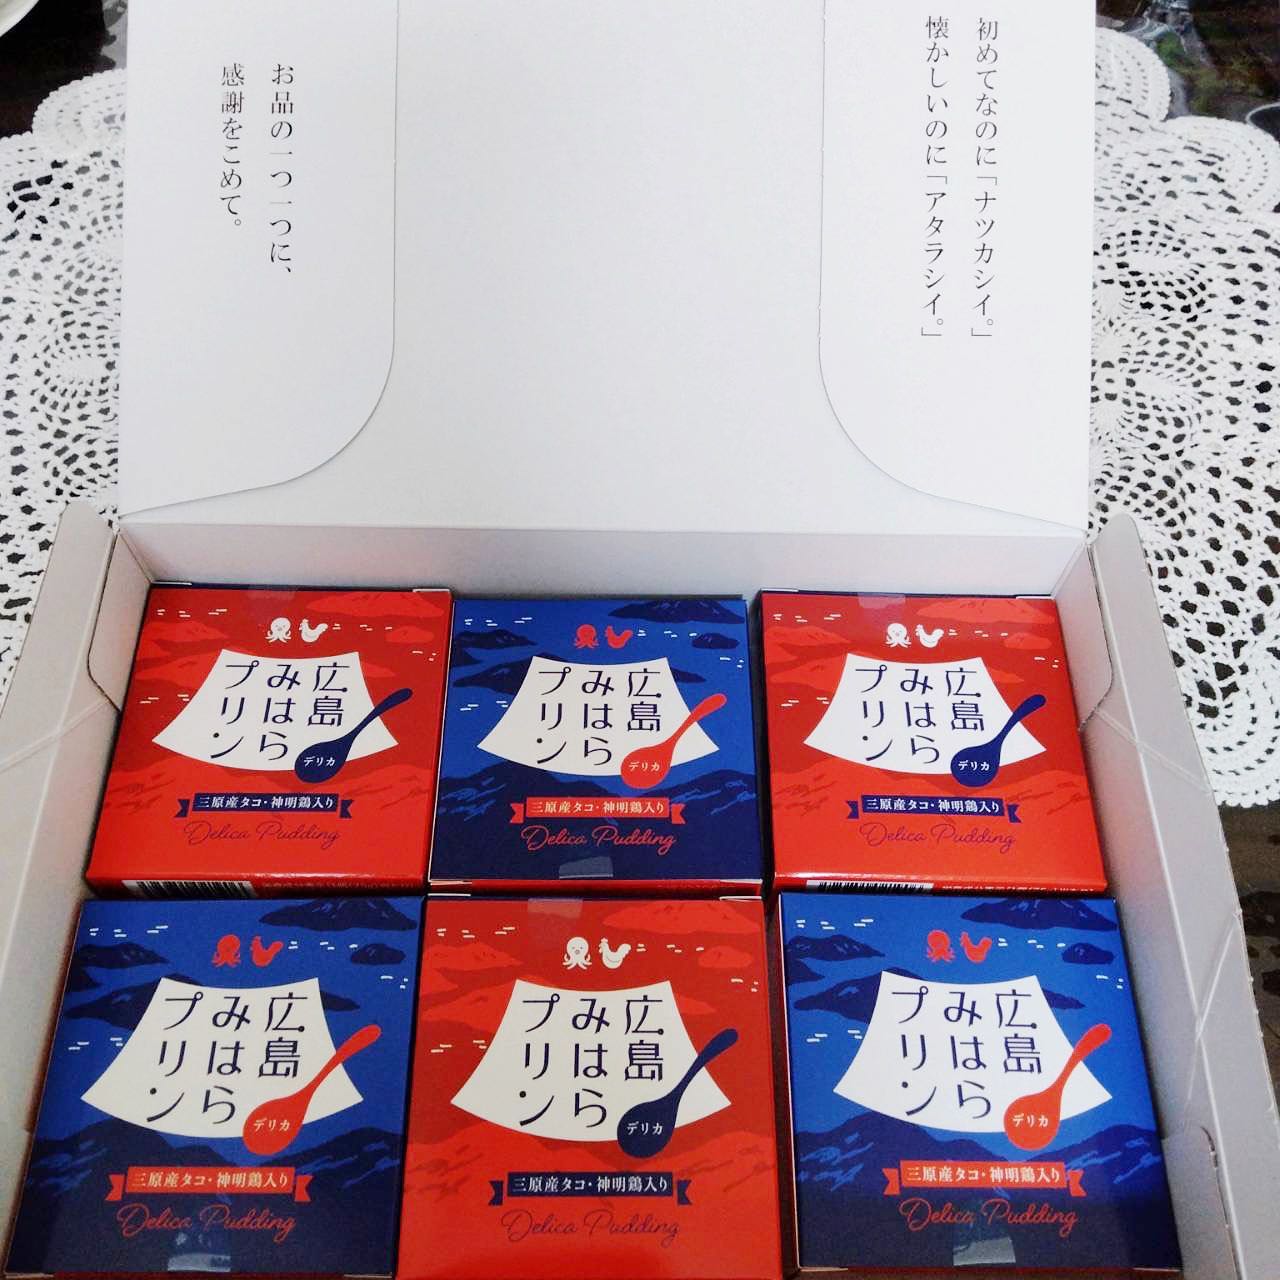 初めてなのに「ナツカシイ。」
懐かしいのに「アタラシイ。」
お品の一つ一つに、
感謝をこめて。
広島
みはら
プリン
デリカ
三原産タコ・神明鶏入り
Delica Pudding
広島
みはら
プリン
デリカ
三原産タコ・神明鶏入り
Delica Pudding
広島
みはら
プリン
デリカ
三原産タコ・神明鶏入り
Delica Pudding
広島
みはら
プリン
デリカ
三原産タコ・神明鶏入り
Delica Pudding
広島
みはら
プリン
デリカ
三原産タコ・神明鶏入り
Delica Pudding
広島
みはら
プリン
デリカ
三原産タコ・神明鶏入り
Delica Pudding